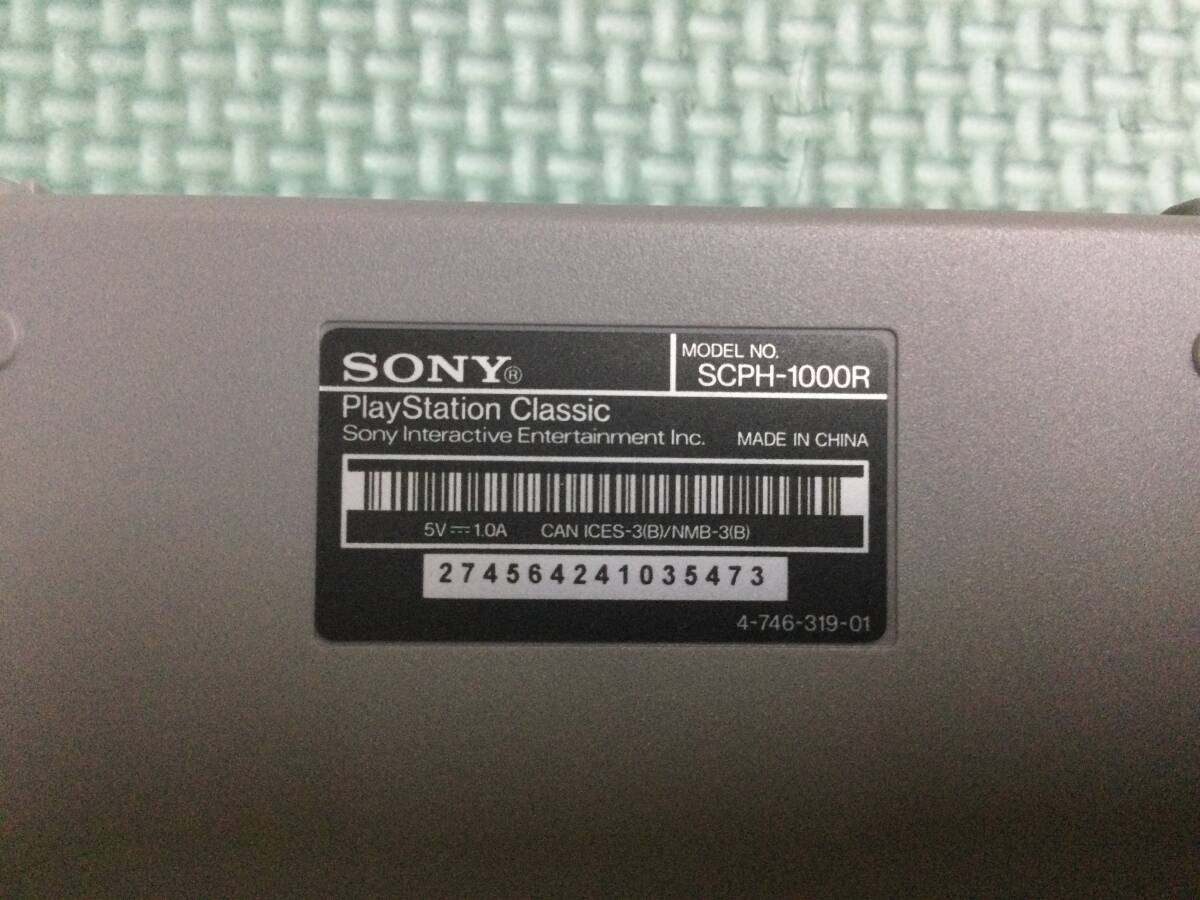 SONY®
MODEL NO.
SCPH-1000R
PlayStation Classic
Sony Interactive Entertainment Inc. MADE IN CHINA
5V⎓1.0A CAN ICES-3(B)/NMB-3(B)
274564241035473
4-746-319-01